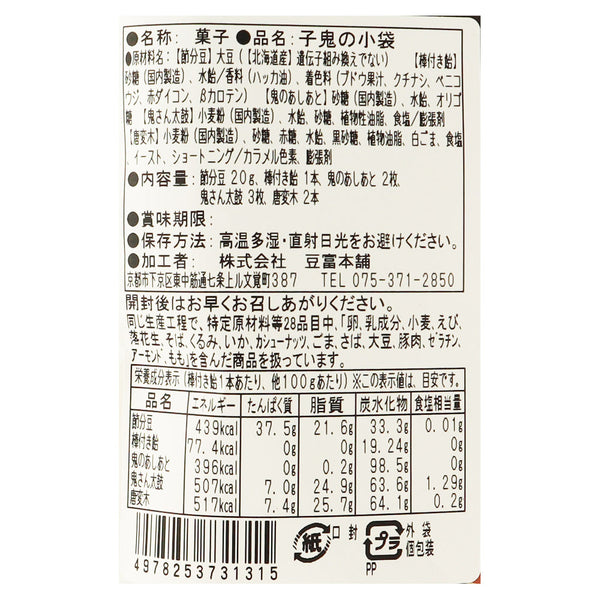 ●名称: 菓子 ●品名: 子鬼の小袋
●原材料名: 【節分豆】大豆 (【北海道産】遺伝子組み換えでない) 【棒付き飴】
砂糖 (国内製造)、水飴/香料 (ハッカ油)、着色料 (ブドウ果汁、クチナシ、ベニコ
ウジ、赤ダイコン、βカロテン) 【鬼のあしあと】砂糖 (国内製造)、水飴、オリゴ
糖 【鬼さん太鼓】小麦粉 (国内製造)、水飴、砂糖、植物性油脂、食塩/膨張剤
【唐変木】小麦粉 (国内製造)、砂糖、赤糖、水飴、黒砂糖、植物油脂、白ごま、食塩
、イースト、ショートニング/カラメル色素、膨張剤
●内容量: 節分豆 20g、棒付き飴 1本、鬼のあしあと 2枚、
鬼さん太鼓 3枚、唐変木 2本
●賞味期限:
●保存方法: 高温多湿・直射日光をお避けください。
●加工者: 株式会社 豆富本舗
京都市下京区東中筋通七条上ル文覚町387 TEL 075-371-2850
開封後はお早くお召しあがりください。
同じ生産工程で、特定原材料等28品目中、「卵、乳成分、小麦、えび、
落花生、そば、くるみ、いか、カシューナッツ、ごま、さば、大豆、豚肉、ゼラチン、
アーモンド、もも」を含んだ商品を扱っています。
栄養成分表示 (棒付き飴1本あたり、他100gあたり) ※この表示値は、目安です。
品名 エネルギー たんぱく質 脂質 炭水化物 食塩相当量
節分豆 439kcal 37.5g 21.6g 33.3g 0.01g
棒付き飴 77.4kcal 0g 0g 19.24g 0g
鬼のあしあと 396kcal 0g 0.2g 98.5g 0g
鬼さん太鼓 507kcal 7.0g 24.9g 63.6g 1.29g
唐変木 517kcal 7.4g 25.7g 64.1g 0.2g
4978253731315
紙 口封
プラ 外袋 個包装
PP